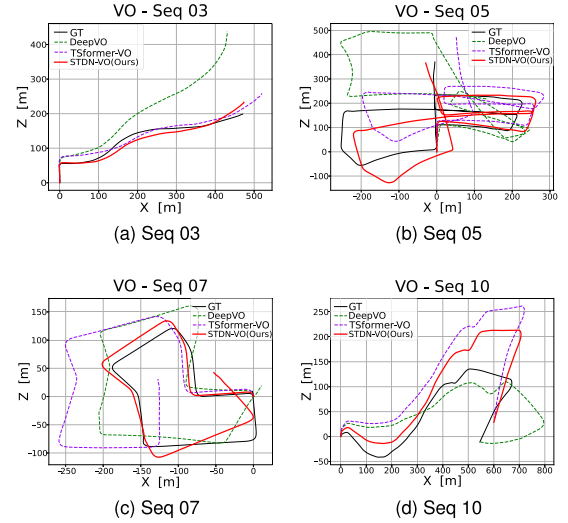 VO - Seq 03
GT
DeepVO
TSformer-VO
STDN-VO(Ours)
Z [m]
400
300
200
100
0
0 100 200 300 400 500
X [m]
(a) Seq 03
VO - Seq 05
GT
DeepVO
TSformer-VO
STDN-VO(Ours)
Z [m]
500
400
300
200
100
0
−100
−200 −100 0 100 200 300
X [m]
(b) Seq 05
VO - Seq 07
GT
DeepVO
TSformer-VO
STDN-VO(Ours)
Z [m]
150
100
50
0
−50
−100
−250 −200 −150 −100 −50 0
X [m]
(c) Seq 07
VO - Seq 10
GT
DeepVO
TSformer-VO
STDN-VO(Ours)
Z [m]
250
200
150
100
50
0
−50
0 100 200 300 400 500 600 700 800
X [m]
(d) Seq 10